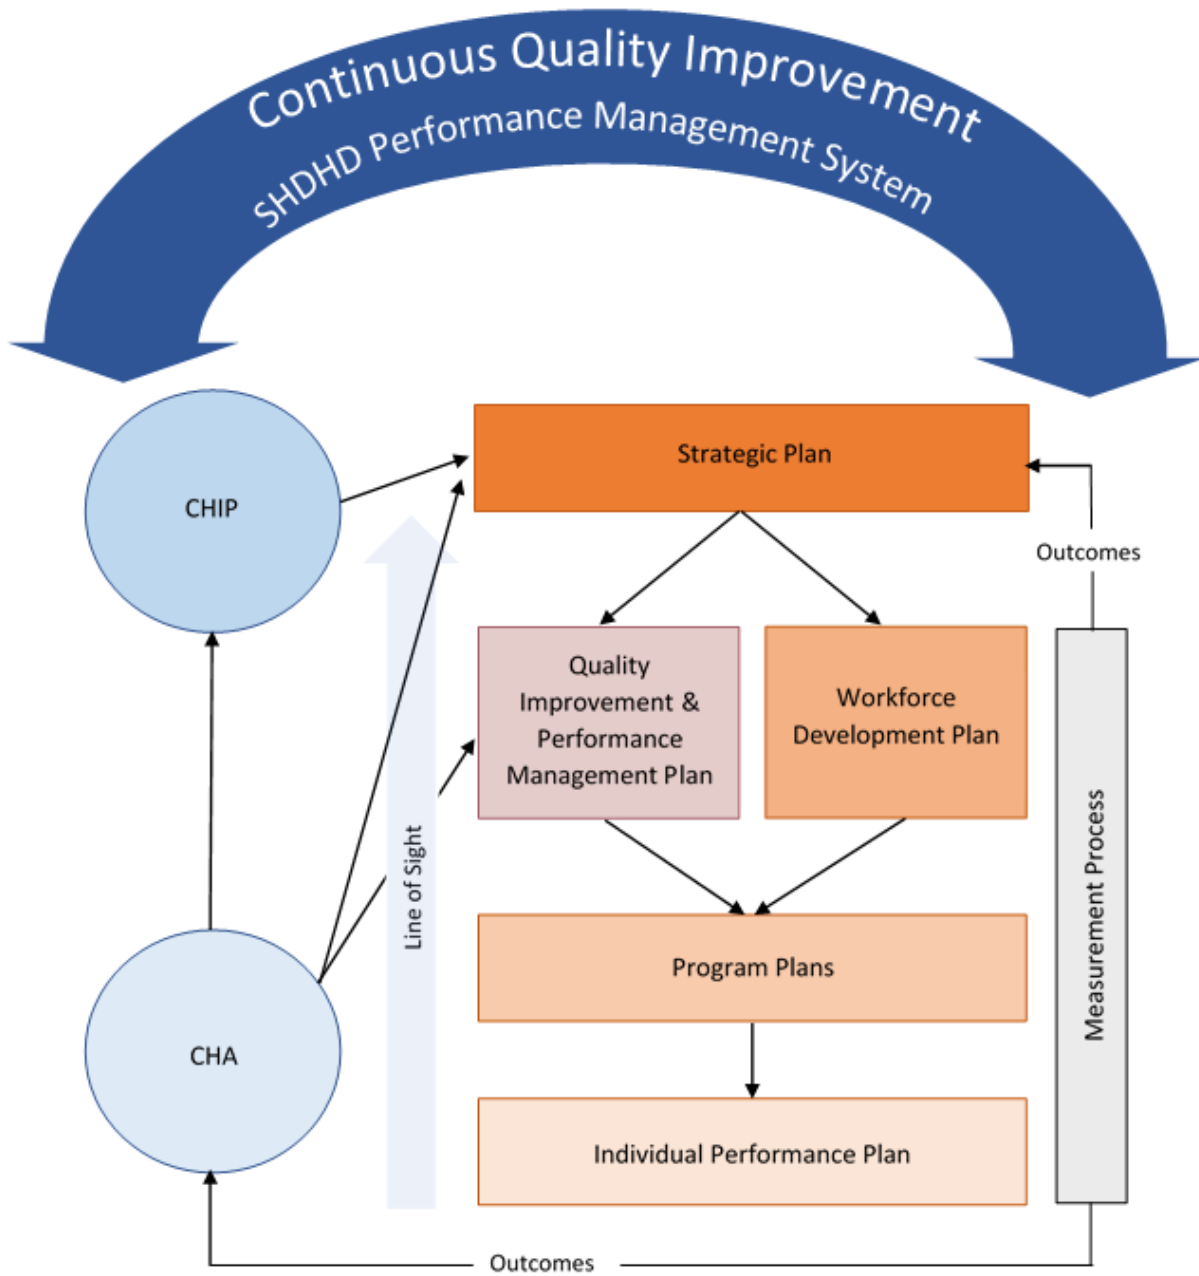 Continuous Quality Improvement
SHDHD Performance Management System
CHIP
Strategic Plan
Outcomes
Quality
Improvement &
Performance
Management Plan
Workforce
Development Plan
Line of Sight
Measurement Process
Program Plans
CHA
Individual Performance Plan
Outcomes